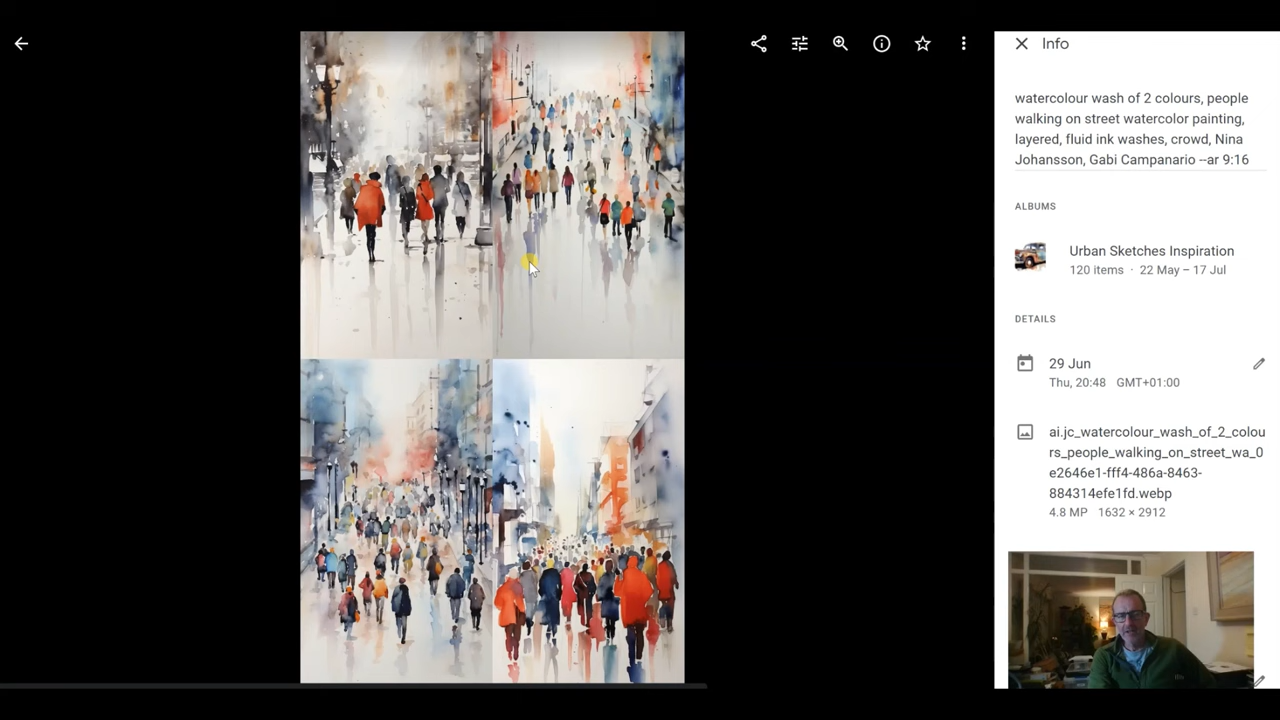 Info
watercolour wash of 2 colours, people
walking on street watercolor painting,
layered, fluid ink washes, crowd, Nina
Johansson, Gabi Campanario --ar 9:16
ALBUMS
Urban Sketches Inspiration
120 items · 22 May – 17 Jul
DETAILS
29 Jun
Thu, 20:48 GMT+01:00
ai.jc_watercolour_wash_of_2_colou
rs_people_walking_on_street_wa_0
e2646e1-fff4-486a-8463-
884314efe1fd.webp
4.8 MP 1632 × 2912